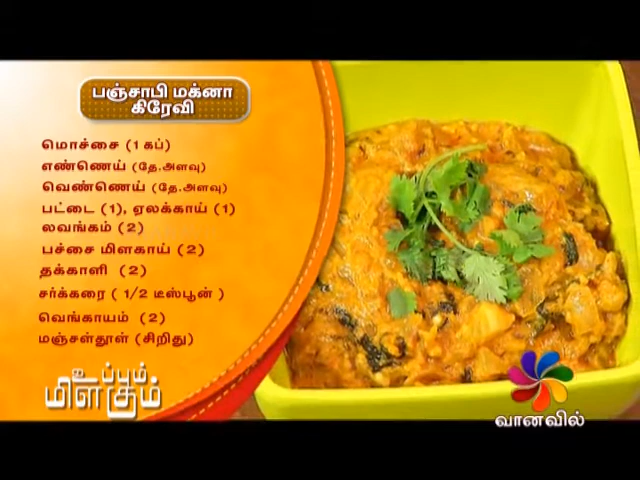 பஞ்சாபி மக்னா
கிரேவி
மொச்சை (1 கப்)
எண்ணெய் (தே.அளவு)
வெண்ணெய் (தே.அளவு)
பட்டை (1), ஏலக்காய் (1)
லவங்கம் (2)
பச்சை மிளகாய் (2)
தக்காளி (2)
சர்க்கரை ( 1/2 டீஸ்பூன் )
வெங்காயம் (2)
மஞ்சள்தூள் (சிறிது)
உப்பும்
மிளகும்
வானவில்